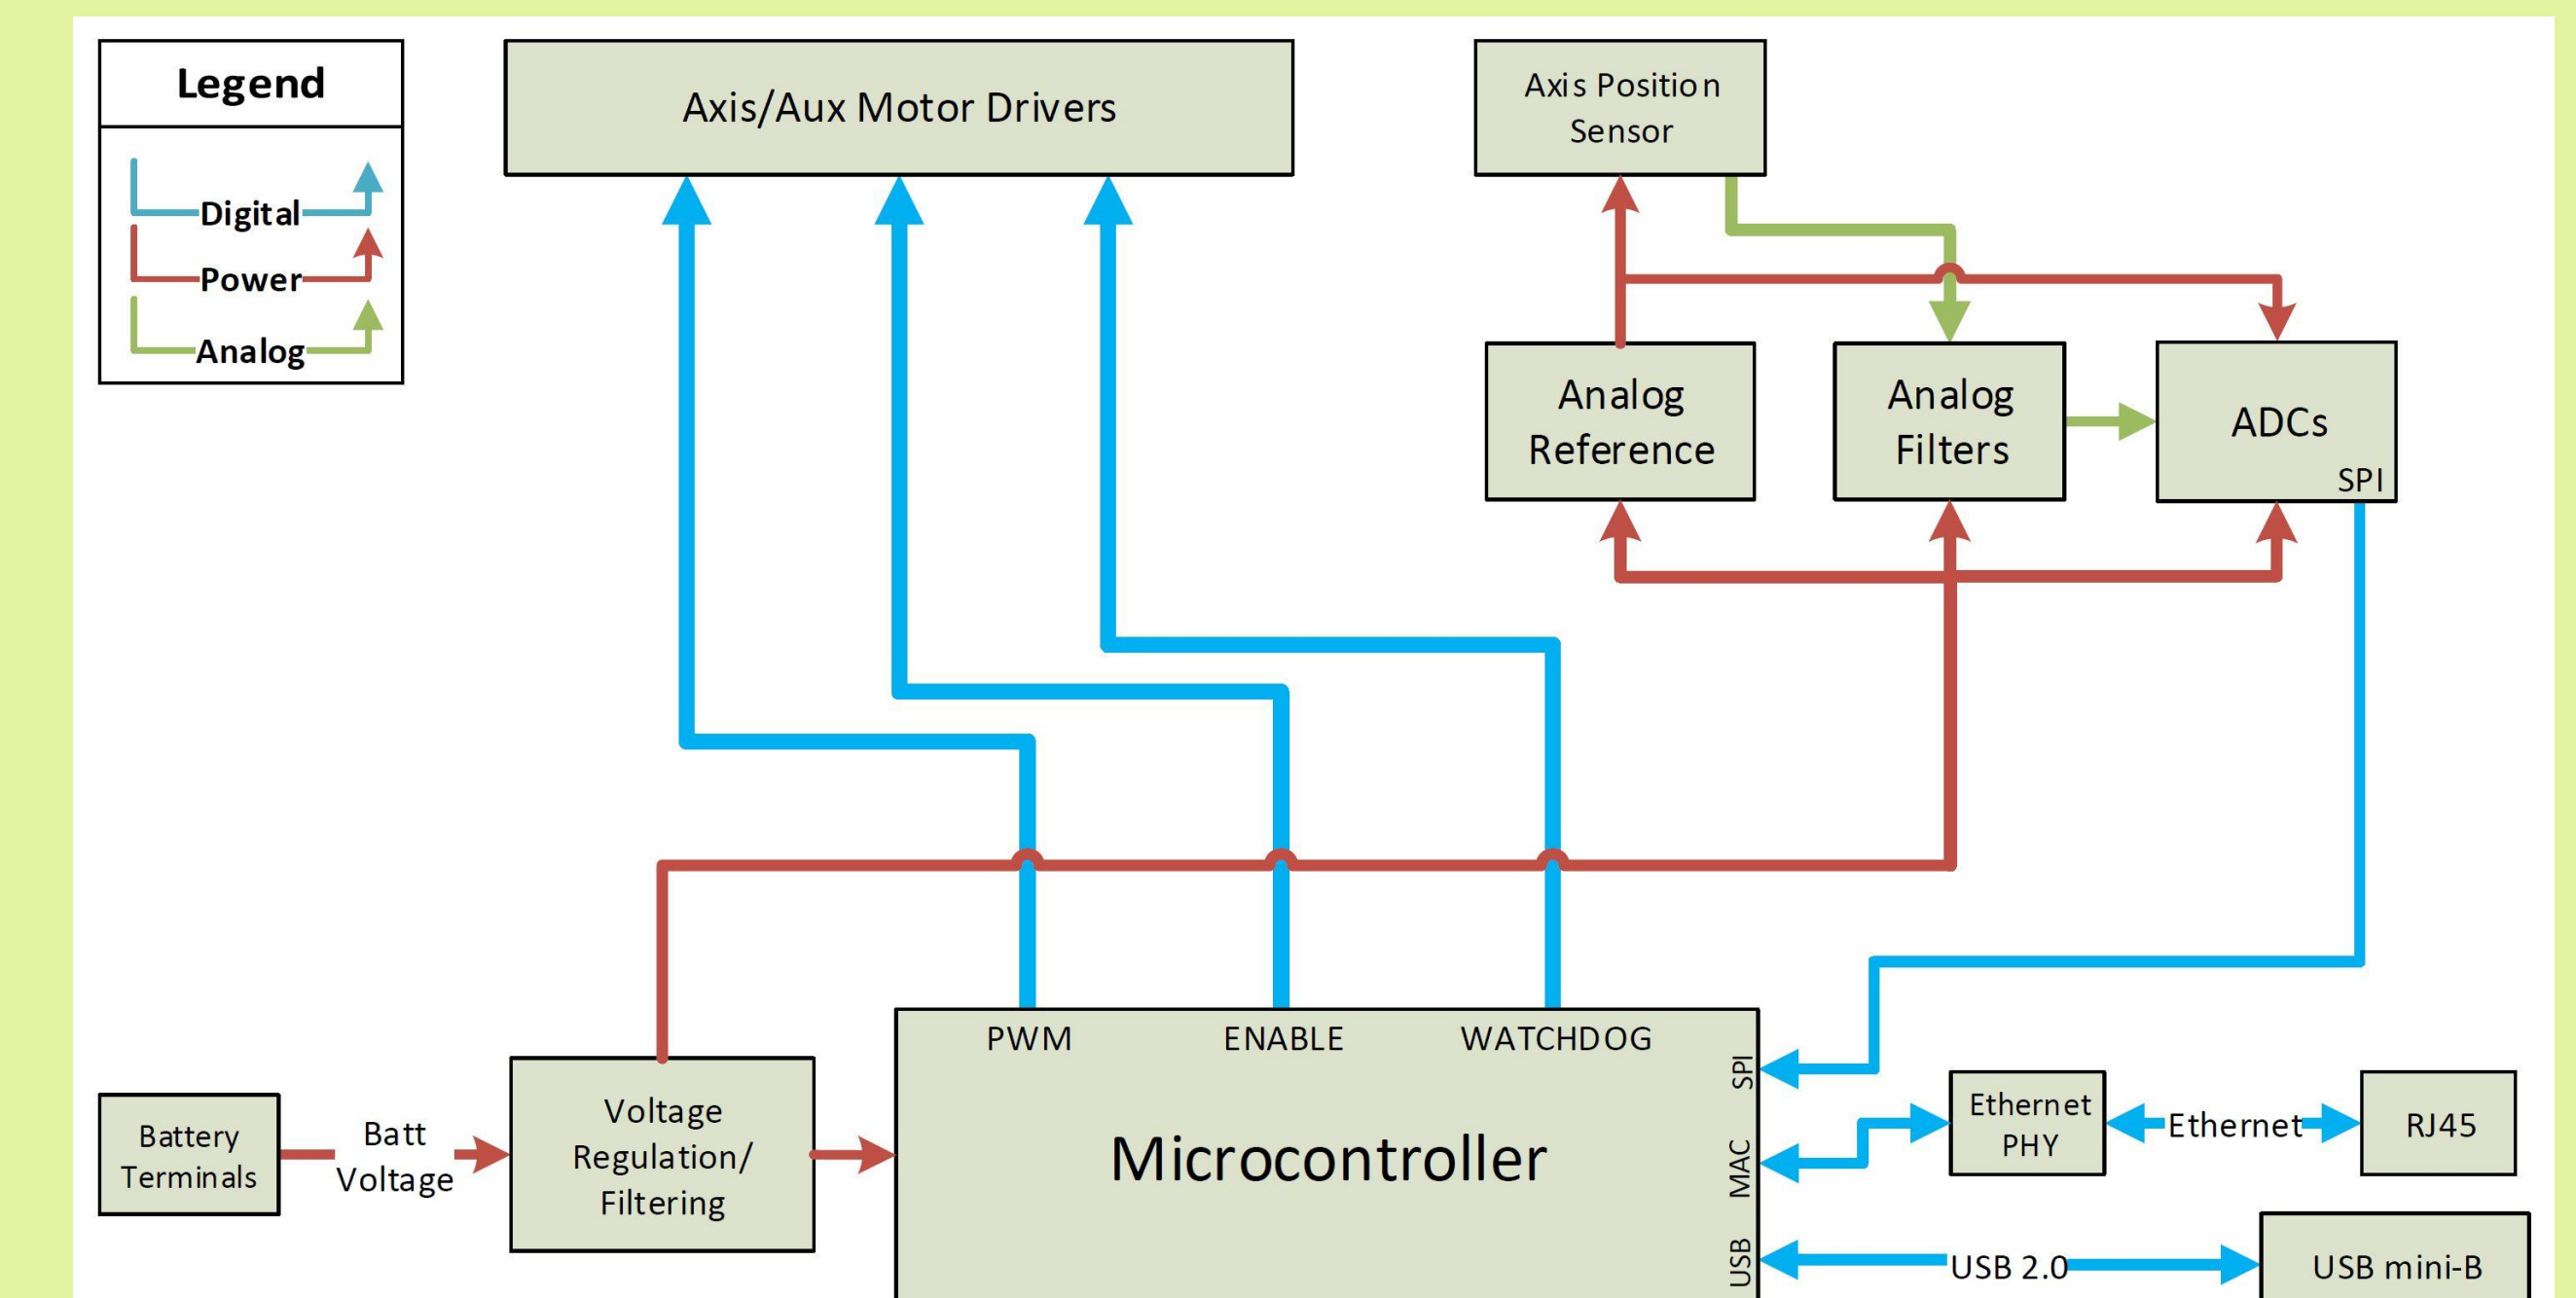 Legend
Digital
Power
Analog
Axis/Aux Motor Drivers
Axis Position
Sensor
Analog
Reference
Analog
Filters
ADCs
SPI
PWM
ENABLE
WATCHDOG
SPI
MAC
USB
Microcontroller
Battery
Terminals
Batt
Voltage
Voltage
Regulation/
Filtering
Ethernet
PHY
Ethernet
RJ45
USB 2.0
USB mini-B